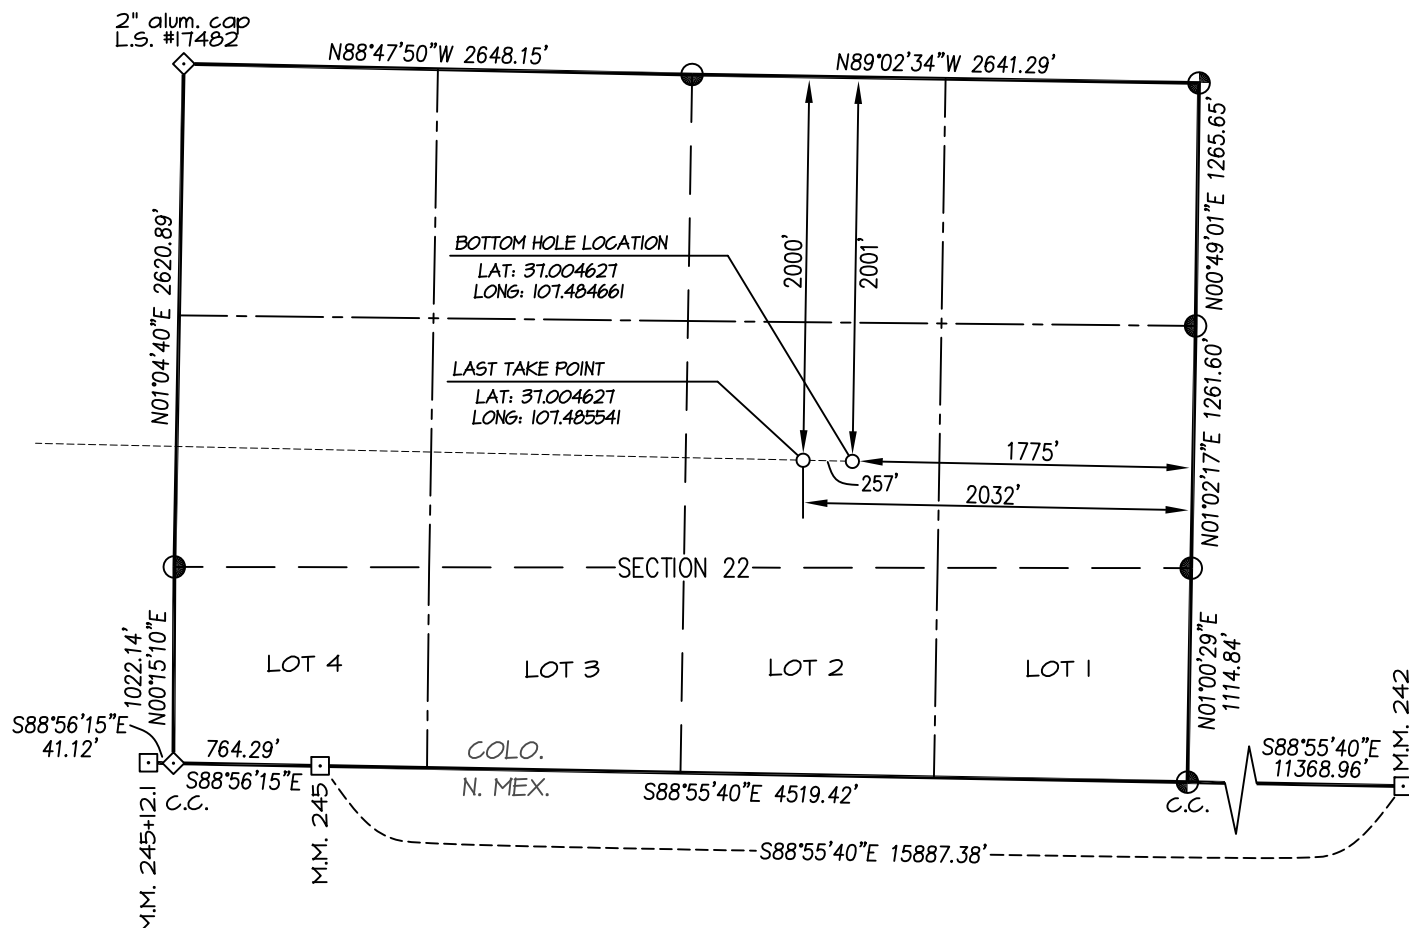 2" alum. cap
L.S. #17482
N88°47'50"W 2648.15'
N89°02'34"W 2641.29'
N00°49'01"E 1265.65'
N01°04'40"E 2620.89'
BOTTOM HOLE LOCATION
LAT: 37.004627
LONG: 107.484661
2000'
2001'
LAST TAKE POINT
LAT: 37.004627
LONG: 107.485541
N01°02'17"E 1261.60'
1775'
257'
2032'
SECTION 22
1022.14'
N00°15'10"E
LOT 4
LOT 3
LOT 2
LOT 1
N01°00'29"E
1114.84'
S88°56'15"E
41.12'
764.29'
S88°56'15"E
COLO.
N. MEX.
S88°55'40"E 4519.42'
S88°55'40"E
11368.96'
M.M. 242
C.C.
C.C.
M.M. 245+12.1
M.M. 245
S88°55'40"E 15887.38'